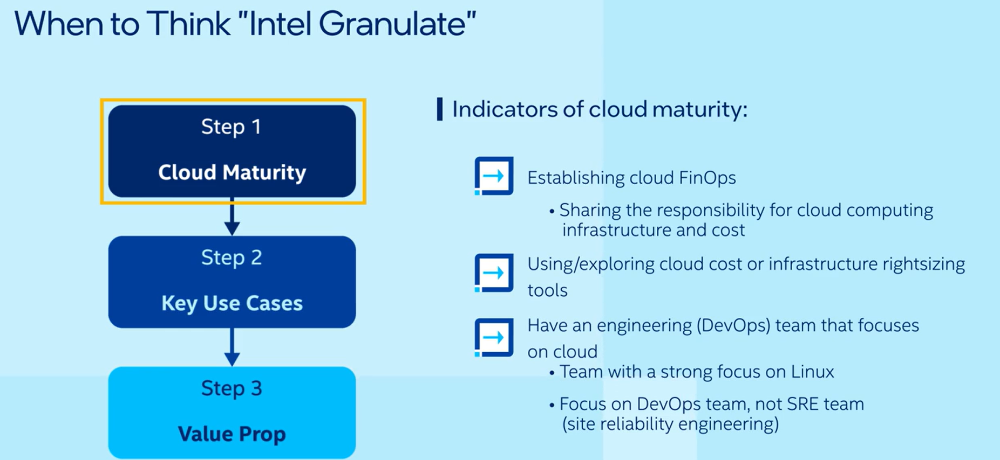 When to Think "Intel Granulate"
Step 1
Cloud Maturity
Step 2
Key Use Cases
Step 3
Value Prop
Indicators of cloud maturity:
Establishing cloud FinOps
• Sharing the responsibility for cloud computing
infrastructure and cost
Using/exploring cloud cost or infrastructure rightsizing
tools
Have an engineering (DevOps) team that focuses
on cloud
• Team with a strong focus on Linux
• Focus on DevOps team, not SRE team
(site reliability engineering)